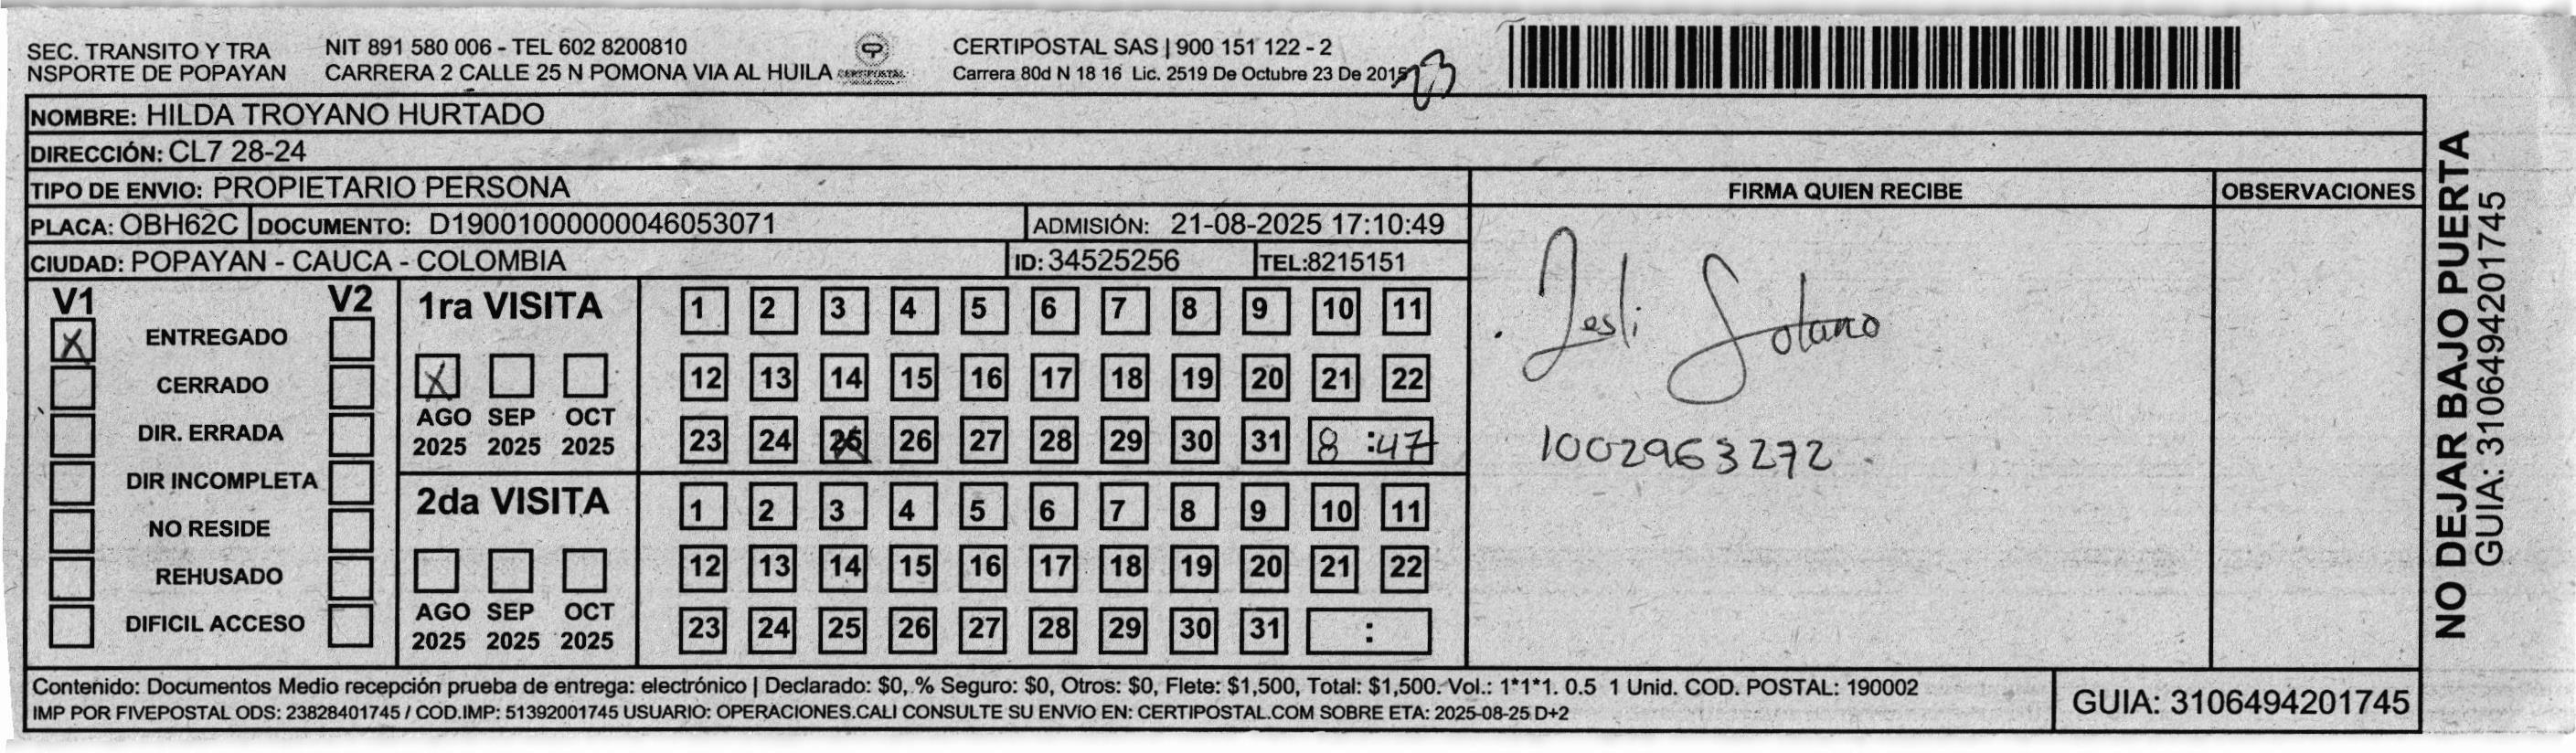 SEC. TRANSITO Y TRA
NSPORTE DE POPAYAN
NIT 891 580 006 - TEL 602 8200810
CARRERA 2 CALLE 25 N POMONA VIA AL HUILA
CERTIPOSTAL
CERTIPOSTAL SAS | 900 151 122 - 2
Carrera 80d N 18 16 Lic. 2519 De Octubre 23 De 2015
NOMBRE: HILDA TROYANO HURTADO
DIRECCIÓN: CL7 28-24
TIPO DE ENVIO: PROPIETARIO PERSONA
PLACA: OBH62C DOCUMENTO: D19001000000046053071 ADMISIÓN: 21-08-2025 17:10:49
CIUDAD: POPAYAN - CAUCA - COLOMBIA ID: 34525256 TEL:8215151
V1 V2
X ENTREGADO
CERRADO
DIR. ERRADA
DIR INCOMPLETA
NO RESIDE
REHUSADO
DIFICIL ACCESO
1ra VISITA
X
AGO SEP OCT
2025 2025 2025
1 2 3 4 5 6 7 8 9 10 11
12 13 14 15 16 17 18 19 20 21 22
23 24 25 26 27 28 29 30 31 8:47
2da VISITA
AGO SEP OCT
2025 2025 2025
1 2 3 4 5 6 7 8 9 10 11
12 13 14 15 16 17 18 19 20 21 22
23 24 25 26 27 28 29 30 31 :
FIRMA QUIEN RECIBE
Solano
1002963272
OBSERVACIONES
NO DEJAR BAJO PUERTA
GUIA: 3106494201745
Contenido: Documentos Medio recepción prueba de entrega: electrónico | Declarado: $0, % Seguro: $0, Otros: $0, Flete: $1,500, Total: $1,500. Vol.: 1*1*1. 0.5 1 Unid. COD. POSTAL: 190002
IMP POR FIVEPOSTAL ODS: 23828401745 / COD.IMP: 51392001745 USUARIO: OPERACIONES.CALI CONSULTE SU ENVíO EN: CERTIPOSTAL.COM SOBRE ETA: 2025-08-25 D+2
GUIA: 3106494201745